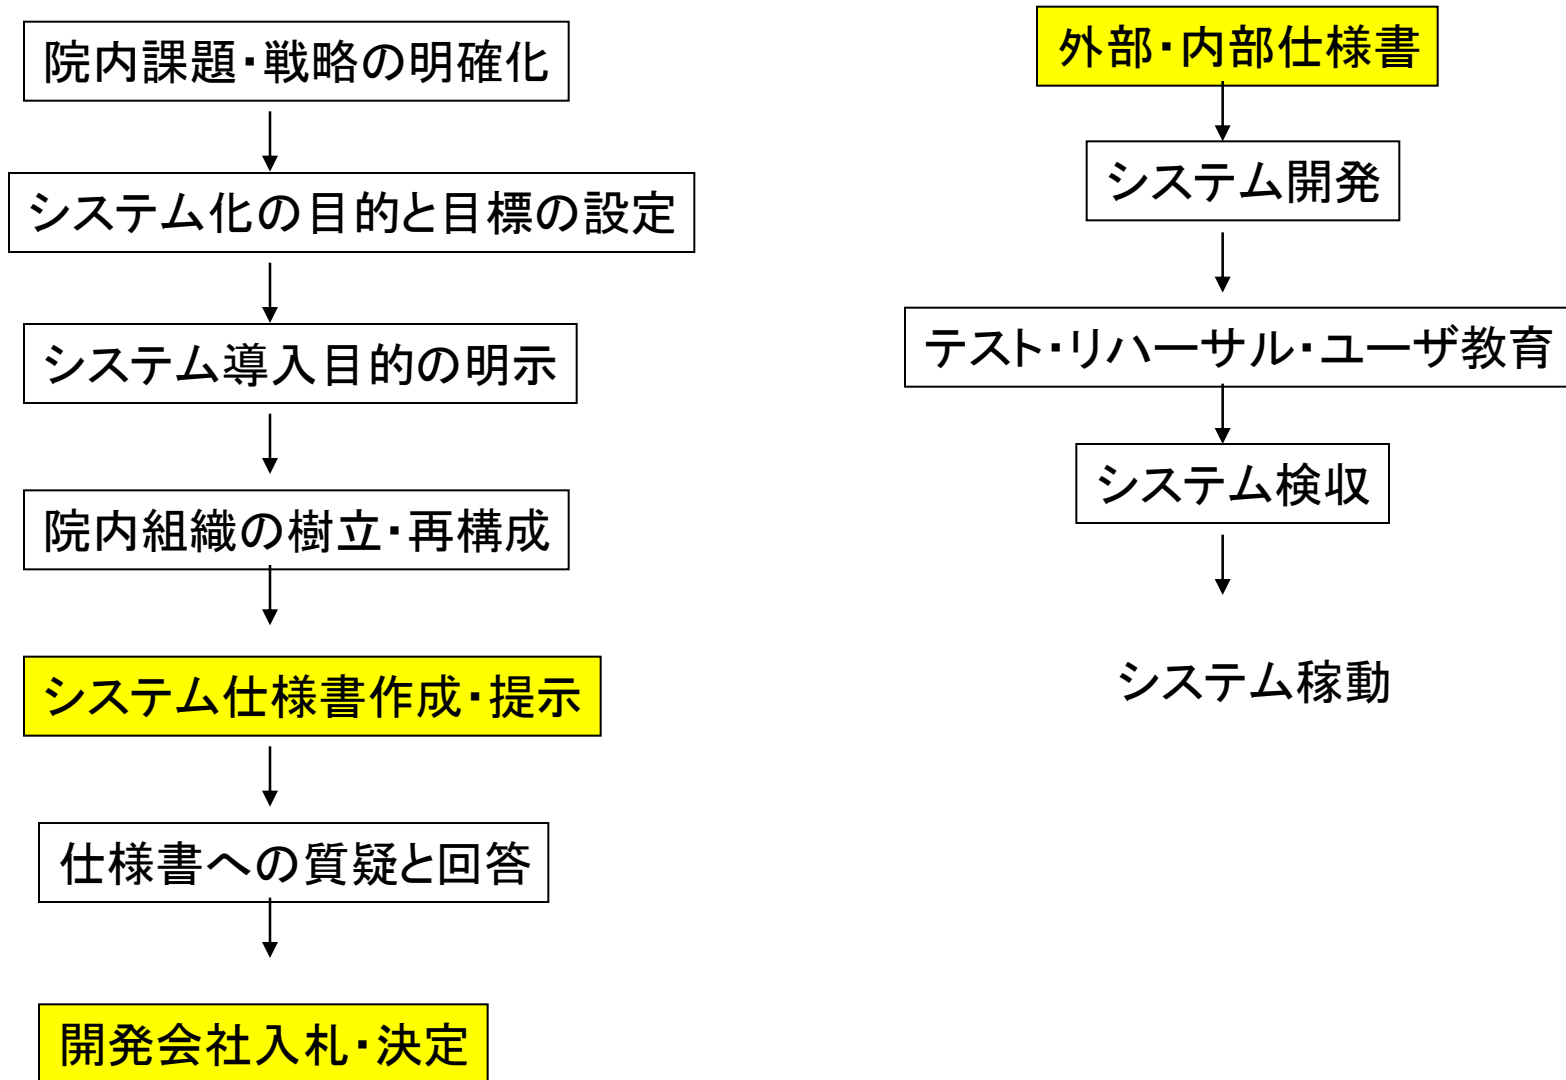 院内課題・戦略の明確化
システム化の目的と目標の設定
システム導入目的の明示
院内組織の樹立・再構成
システム仕様書作成・提示
仕様書への質疑と回答
開発会社入札・決定
外部・内部仕様書
システム開発
テスト・リハーサル・ユーザ教育
システム検収
システム稼動